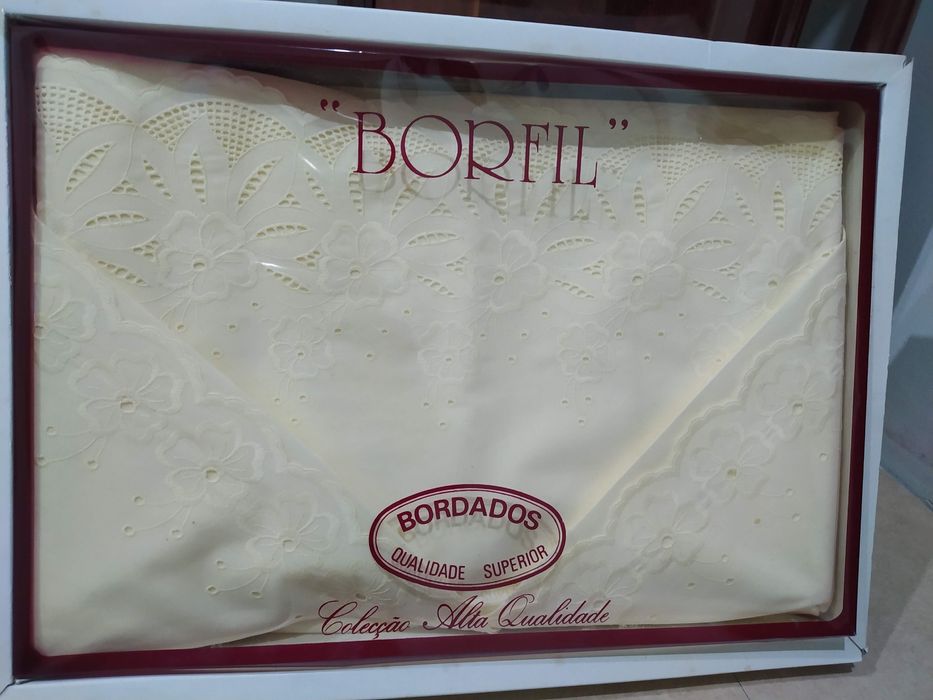 "BORFIL"
BORDADOS
QUALIDADE SUPERIOR
Colecção Alta Qualidade